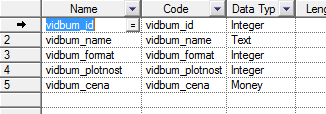 Name Code Data Typ Leng
vidbum_id = vidbum_id Integer
2 vidbum_name vidbum_name Text
3 vidbum_format vidbum_format Integer
4 vidbum_plotnost vidbum_plotnost Integer
5 vidbum_cena vidbum_cena Money